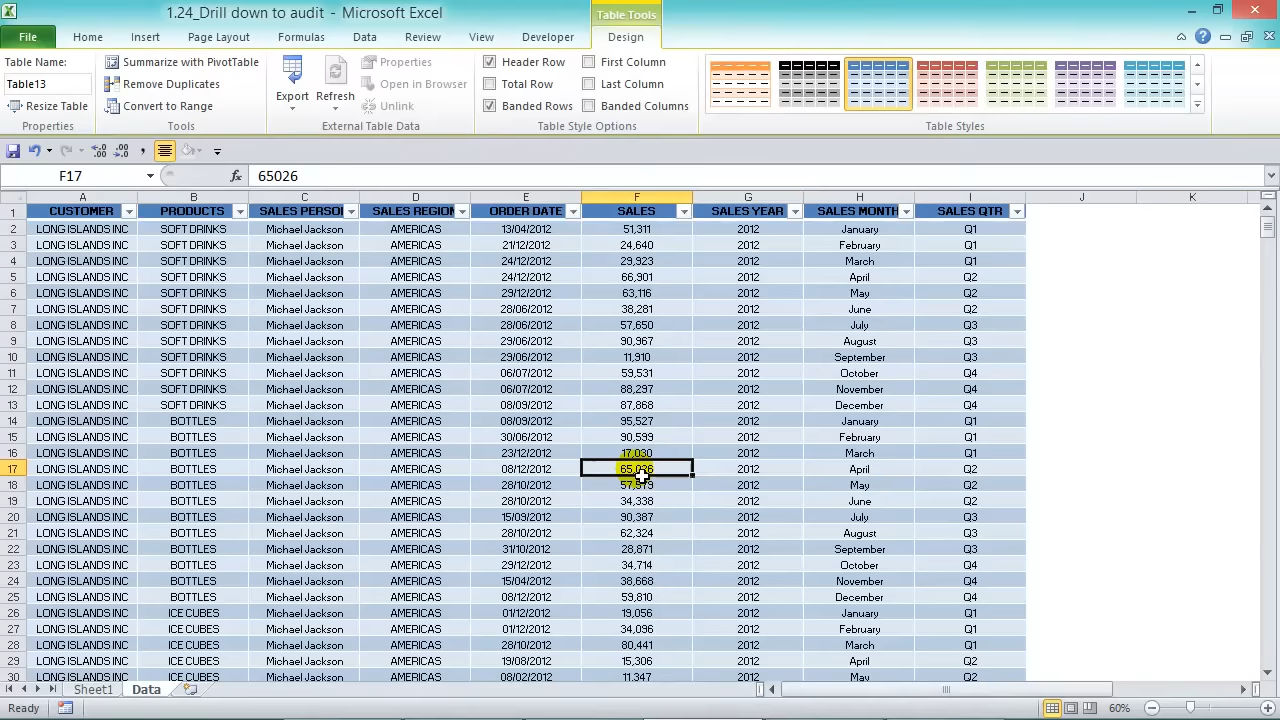 1.24_Drill down to audit - Microsoft Excel
Table Tools
File Home Insert Page Layout Formulas Data Review View Developer Design
Table Name:
Table13
Resize Table
Properties
Summarize with PivotTable
Remove Duplicates
Convert to Range
Tools
Export Refresh
Properties
Open in Browser
Unlink
External Table Data
Header Row First Column
Total Row Last Column
Banded Rows Banded Columns
Table Style Options
Table Styles
F17 fx 65026
A B C D E F G H I J K
1 CUSTOMER PRODUCTS SALES PERSO SALES REGION ORDER DATE SALES SALES YEAR SALES MONTH SALES QTR
2 LONG ISLANDS INC SOFT DRINKS Michael Jackson AMERICAS 13/04/2012 51,311 2012 January Q1
3 LONG ISLANDS INC SOFT DRINKS Michael Jackson AMERICAS 21/12/2012 24,640 2012 February Q1
4 LONG ISLANDS INC SOFT DRINKS Michael Jackson AMERICAS 24/12/2012 29,923 2012 March Q1
5 LONG ISLANDS INC SOFT DRINKS Michael Jackson AMERICAS 24/12/2012 66,901 2012 April Q2
6 LONG ISLANDS INC SOFT DRINKS Michael Jackson AMERICAS 29/12/2012 63,116 2012 May Q2
7 LONG ISLANDS INC SOFT DRINKS Michael Jackson AMERICAS 28/06/2012 38,281 2012 June Q2
8 LONG ISLANDS INC SOFT DRINKS Michael Jackson AMERICAS 28/06/2012 57,650 2012 July Q3
9 LONG ISLANDS INC SOFT DRINKS Michael Jackson AMERICAS 29/06/2012 90,967 2012 August Q3
10 LONG ISLANDS INC SOFT DRINKS Michael Jackson AMERICAS 29/06/2012 11,910 2012 September Q3
11 LONG ISLANDS INC SOFT DRINKS Michael Jackson AMERICAS 06/07/2012 59,531 2012 October Q4
12 LONG ISLANDS INC SOFT DRINKS Michael Jackson AMERICAS 06/07/2012 88,297 2012 November Q4
13 LONG ISLANDS INC SOFT DRINKS Michael Jackson AMERICAS 08/09/2012 87,868 2012 December Q4
14 LONG ISLANDS INC BOTTLES Michael Jackson AMERICAS 08/09/2012 95,527 2012 January Q1
15 LONG ISLANDS INC BOTTLES Michael Jackson AMERICAS 30/06/2012 90,599 2012 February Q1
16 LONG ISLANDS INC BOTTLES Michael Jackson AMERICAS 23/12/2012 17,030 2012 March Q1
17 LONG ISLANDS INC BOTTLES Michael Jackson AMERICAS 08/12/2012 65,026 2012 April Q2
18 LONG ISLANDS INC BOTTLES Michael Jackson AMERICAS 28/10/2012 2012 May Q2
19 LONG ISLANDS INC BOTTLES Michael Jackson AMERICAS 28/10/2012 34,338 2012 June Q2
20 LONG ISLANDS INC BOTTLES Michael Jackson AMERICAS 15/09/2012 90,387 2012 July Q3
21 LONG ISLANDS INC BOTTLES Michael Jackson AMERICAS 28/10/2012 62,324 2012 August Q3
22 LONG ISLANDS INC BOTTLES Michael Jackson AMERICAS 31/10/2012 28,871 2012 September Q3
23 LONG ISLANDS INC BOTTLES Michael Jackson AMERICAS 29/12/2012 34,714 2012 October Q4
24 LONG ISLANDS INC BOTTLES Michael Jackson AMERICAS 15/04/2012 38,668 2012 November Q4
25 LONG ISLANDS INC BOTTLES Michael Jackson AMERICAS 08/12/2012 59,810 2012 December Q4
26 LONG ISLANDS INC ICE CUBES Michael Jackson AMERICAS 01/12/2012 19,056 2012 January Q1
27 LONG ISLANDS INC ICE CUBES Michael Jackson AMERICAS 01/12/2012 34,096 2012 February Q1
28 LONG ISLANDS INC ICE CUBES Michael Jackson AMERICAS 28/10/2012 80,441 2012 March Q1
29 LONG ISLANDS INC ICE CUBES Michael Jackson AMERICAS 19/08/2012 15,306 2012 April Q2
30 LONG ISLANDS INC ICE CUBES Michael Jackson AMERICAS 08/02/2012 11,347 2012 May Q2
Sheet1 Data
Ready 60%